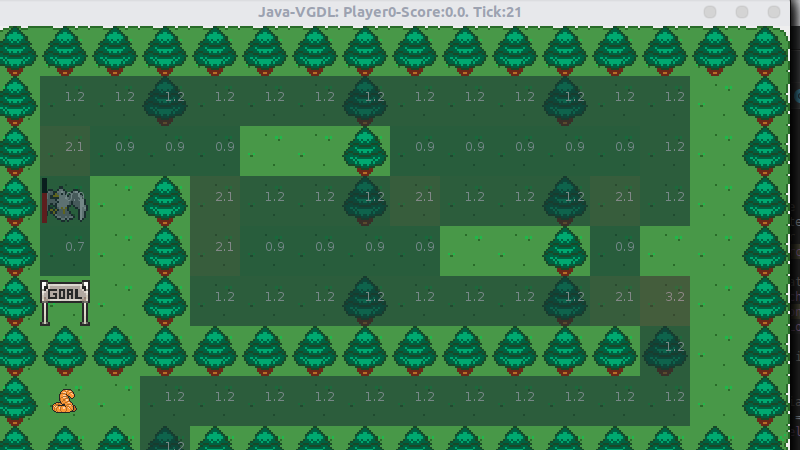 Java-VGDL: Player0-Score:0.0. Tick:21
1.2 1.2 1.2 1.2 1.2 1.2 1.2 1.2 1.2 1.2 1.2 1.2 1.2
2.1 0.9 0.9 0.9 0.9 0.9 0.9 0.9 0.9 1.2
2.1 1.2 1.2 1.2 2.1 1.2 1.2 1.2 2.1 1.2
0.7 2.1 0.9 0.9 0.9 0.9 0.9
GOAL 1.2 1.2 1.2 1.2 1.2 1.2 1.2 1.2 2.1 3.2
1.2
1.2 1.2 1.2 1.2 1.2 1.2 1.2 1.2 1.2 1.2 1.2
1.2